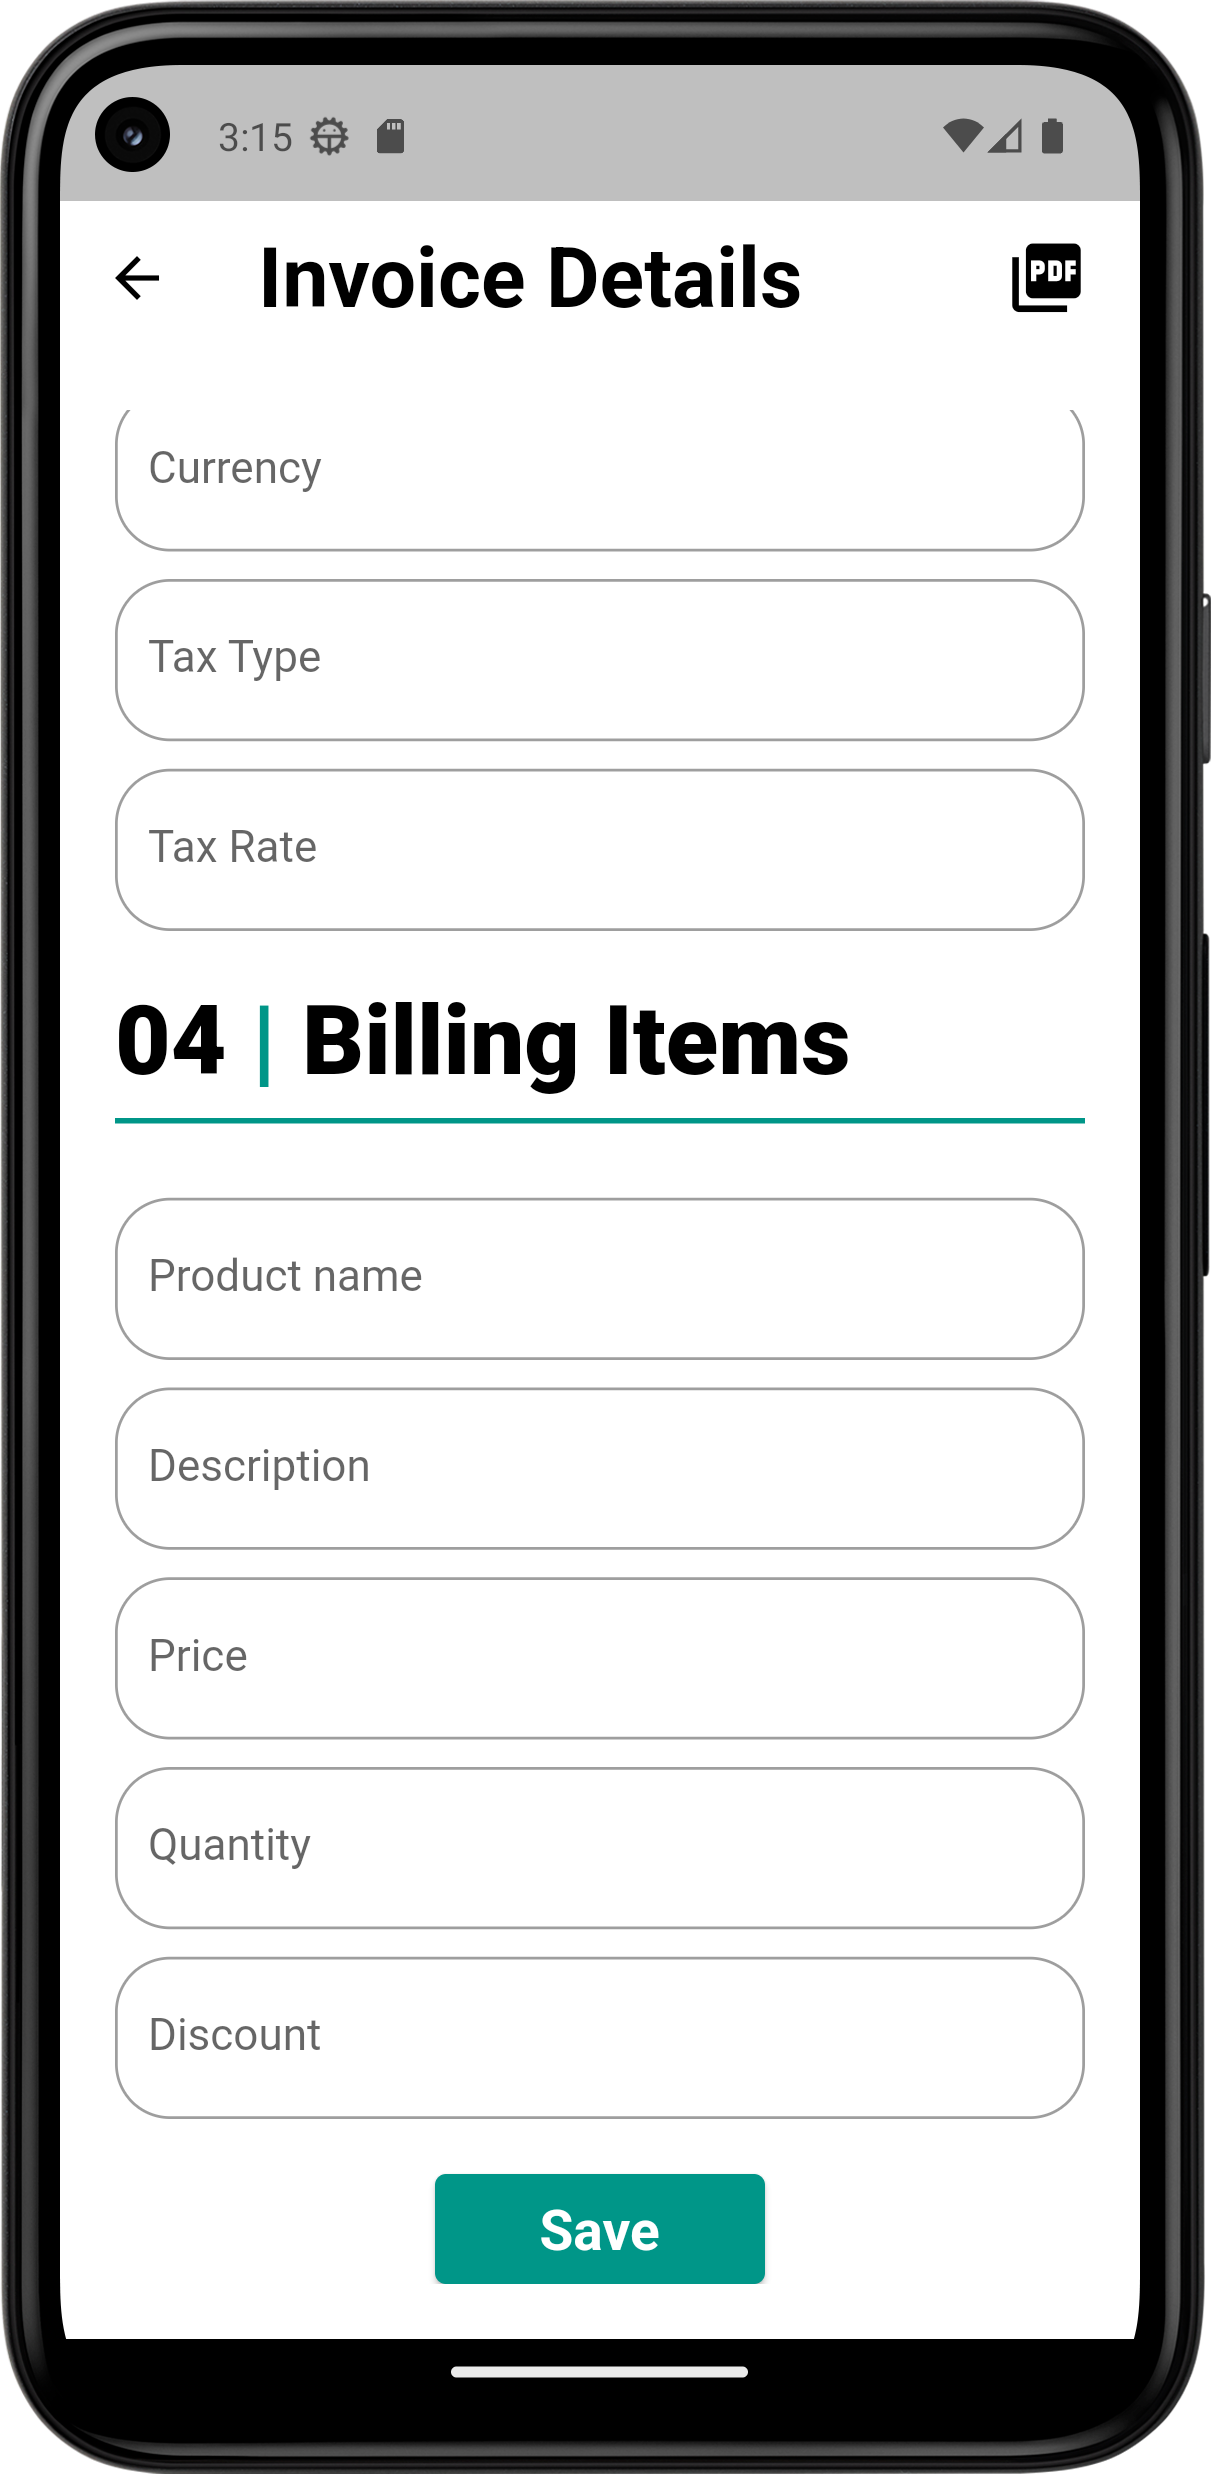 3:15
Invoice Details
PDF
Currency
Tax Type
Tax Rate
04 | Billing Items
Product name
Description
Price
Quantity
Discount
Save